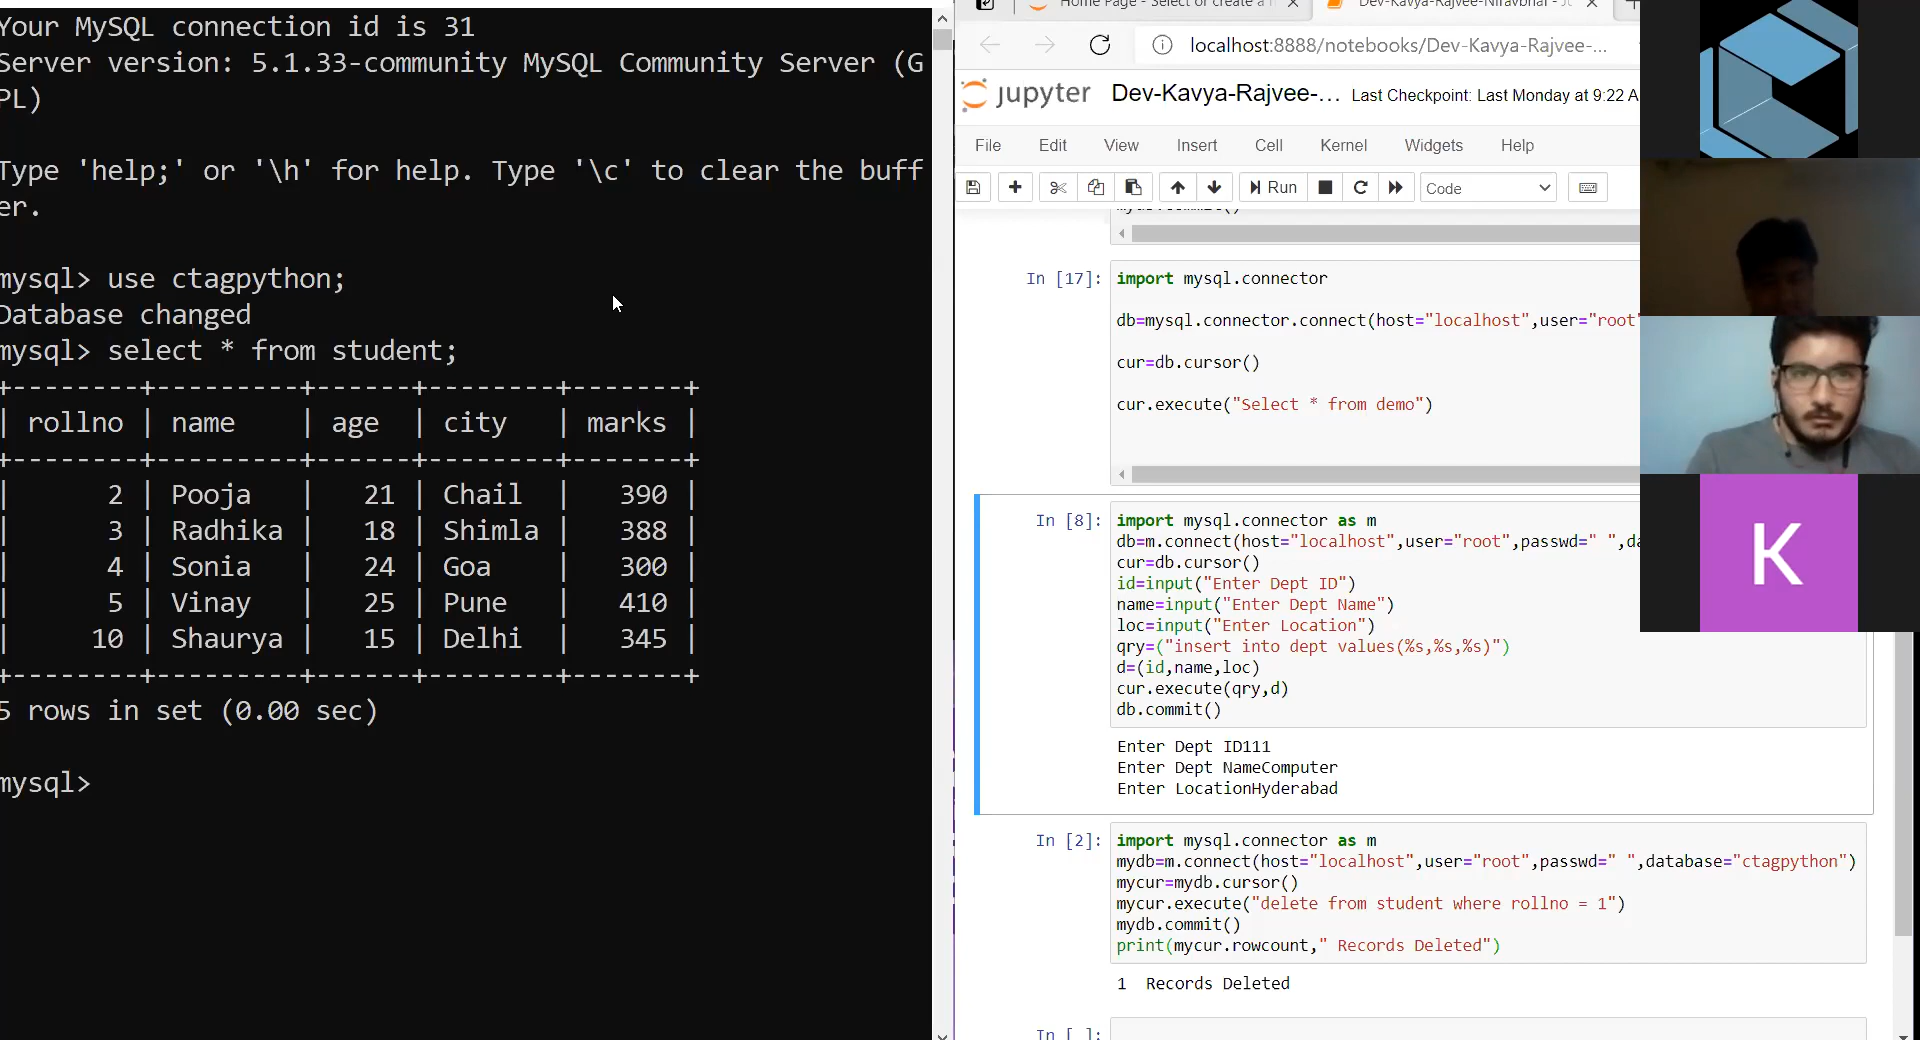 Your MySQL connection id is 31
Server version: 5.1.33-community MySQL Community Server (G
PL)
Type 'help;' or '\h' for help. Type '\c' to clear the buff
er.
mysql> use ctagpython;
Database changed
mysql> select * from student;
+--------+---------+------+--------+-------+
| rollno | name | age | city | marks |
+--------+---------+------+--------+-------+
| 2 | Pooja | 21 | Chail | 390 |
| 3 | Radhika | 18 | Shimla | 388 |
| 4 | Sonia | 24 | Goa | 300 |
| 5 | Vinay | 25 | Pune | 410 |
| 10 | Shaurya | 15 | Delhi | 345 |
+--------+---------+------+--------+-------+
5 rows in set (0.00 sec)
mysql>
Home Page - Select or create a
Dev-Kavya-Rajvee-Niravbhai -
localhost:8888/notebooks/Dev-Kavya-Rajvee-...
jupyter Dev-Kavya-Rajvee-... Last Checkpoint: Last Monday at 9:22 A
File Edit View Insert Cell Kernel Widgets Help
Run Code
In [17]: import mysql.connector
db=mysql.connector.connect(host="localhost",user="root"
cur=db.cursor()
cur.execute("Select * from demo")
In [8]: import mysql.connector as m
db=m.connect(host="localhost",user="root",passwd=" ",da
cur=db.cursor()
id=input("Enter Dept ID")
name=input("Enter Dept Name")
loc=input("Enter Location")
qry=("insert into dept values(%s,%s,%s)")
d=(id,name,loc)
cur.execute(qry,d)
db.commit()
Enter Dept ID111
Enter Dept NameComputer
Enter LocationHyderabad
In [2]: import mysql.connector as m
mydb=m.connect(host="localhost",user="root",passwd=" ",database="ctagpython")
mycur=mydb.cursor()
mycur.execute("delete from student where rollno = 1")
mydb.commit()
print(mycur.rowcount," Records Deleted")
1 Records Deleted
In [ ]:
K